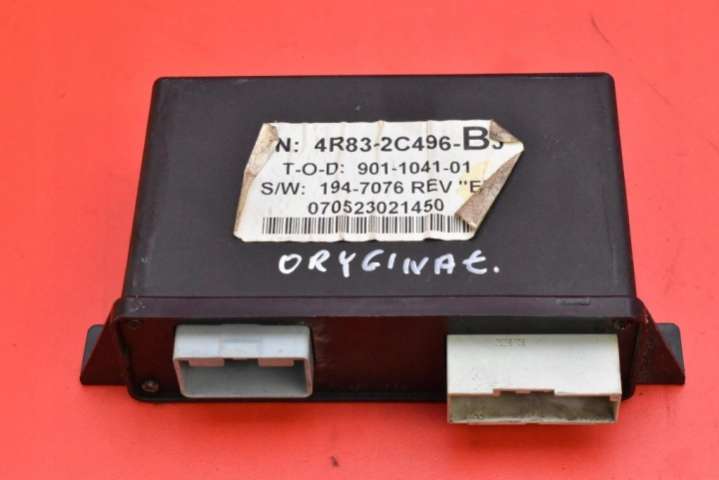 N: 4R83-2C496-B
T-O-D: 901-1041-01
S/W: 194-7076 REV "E
070523021450
ORYGINAŁ.